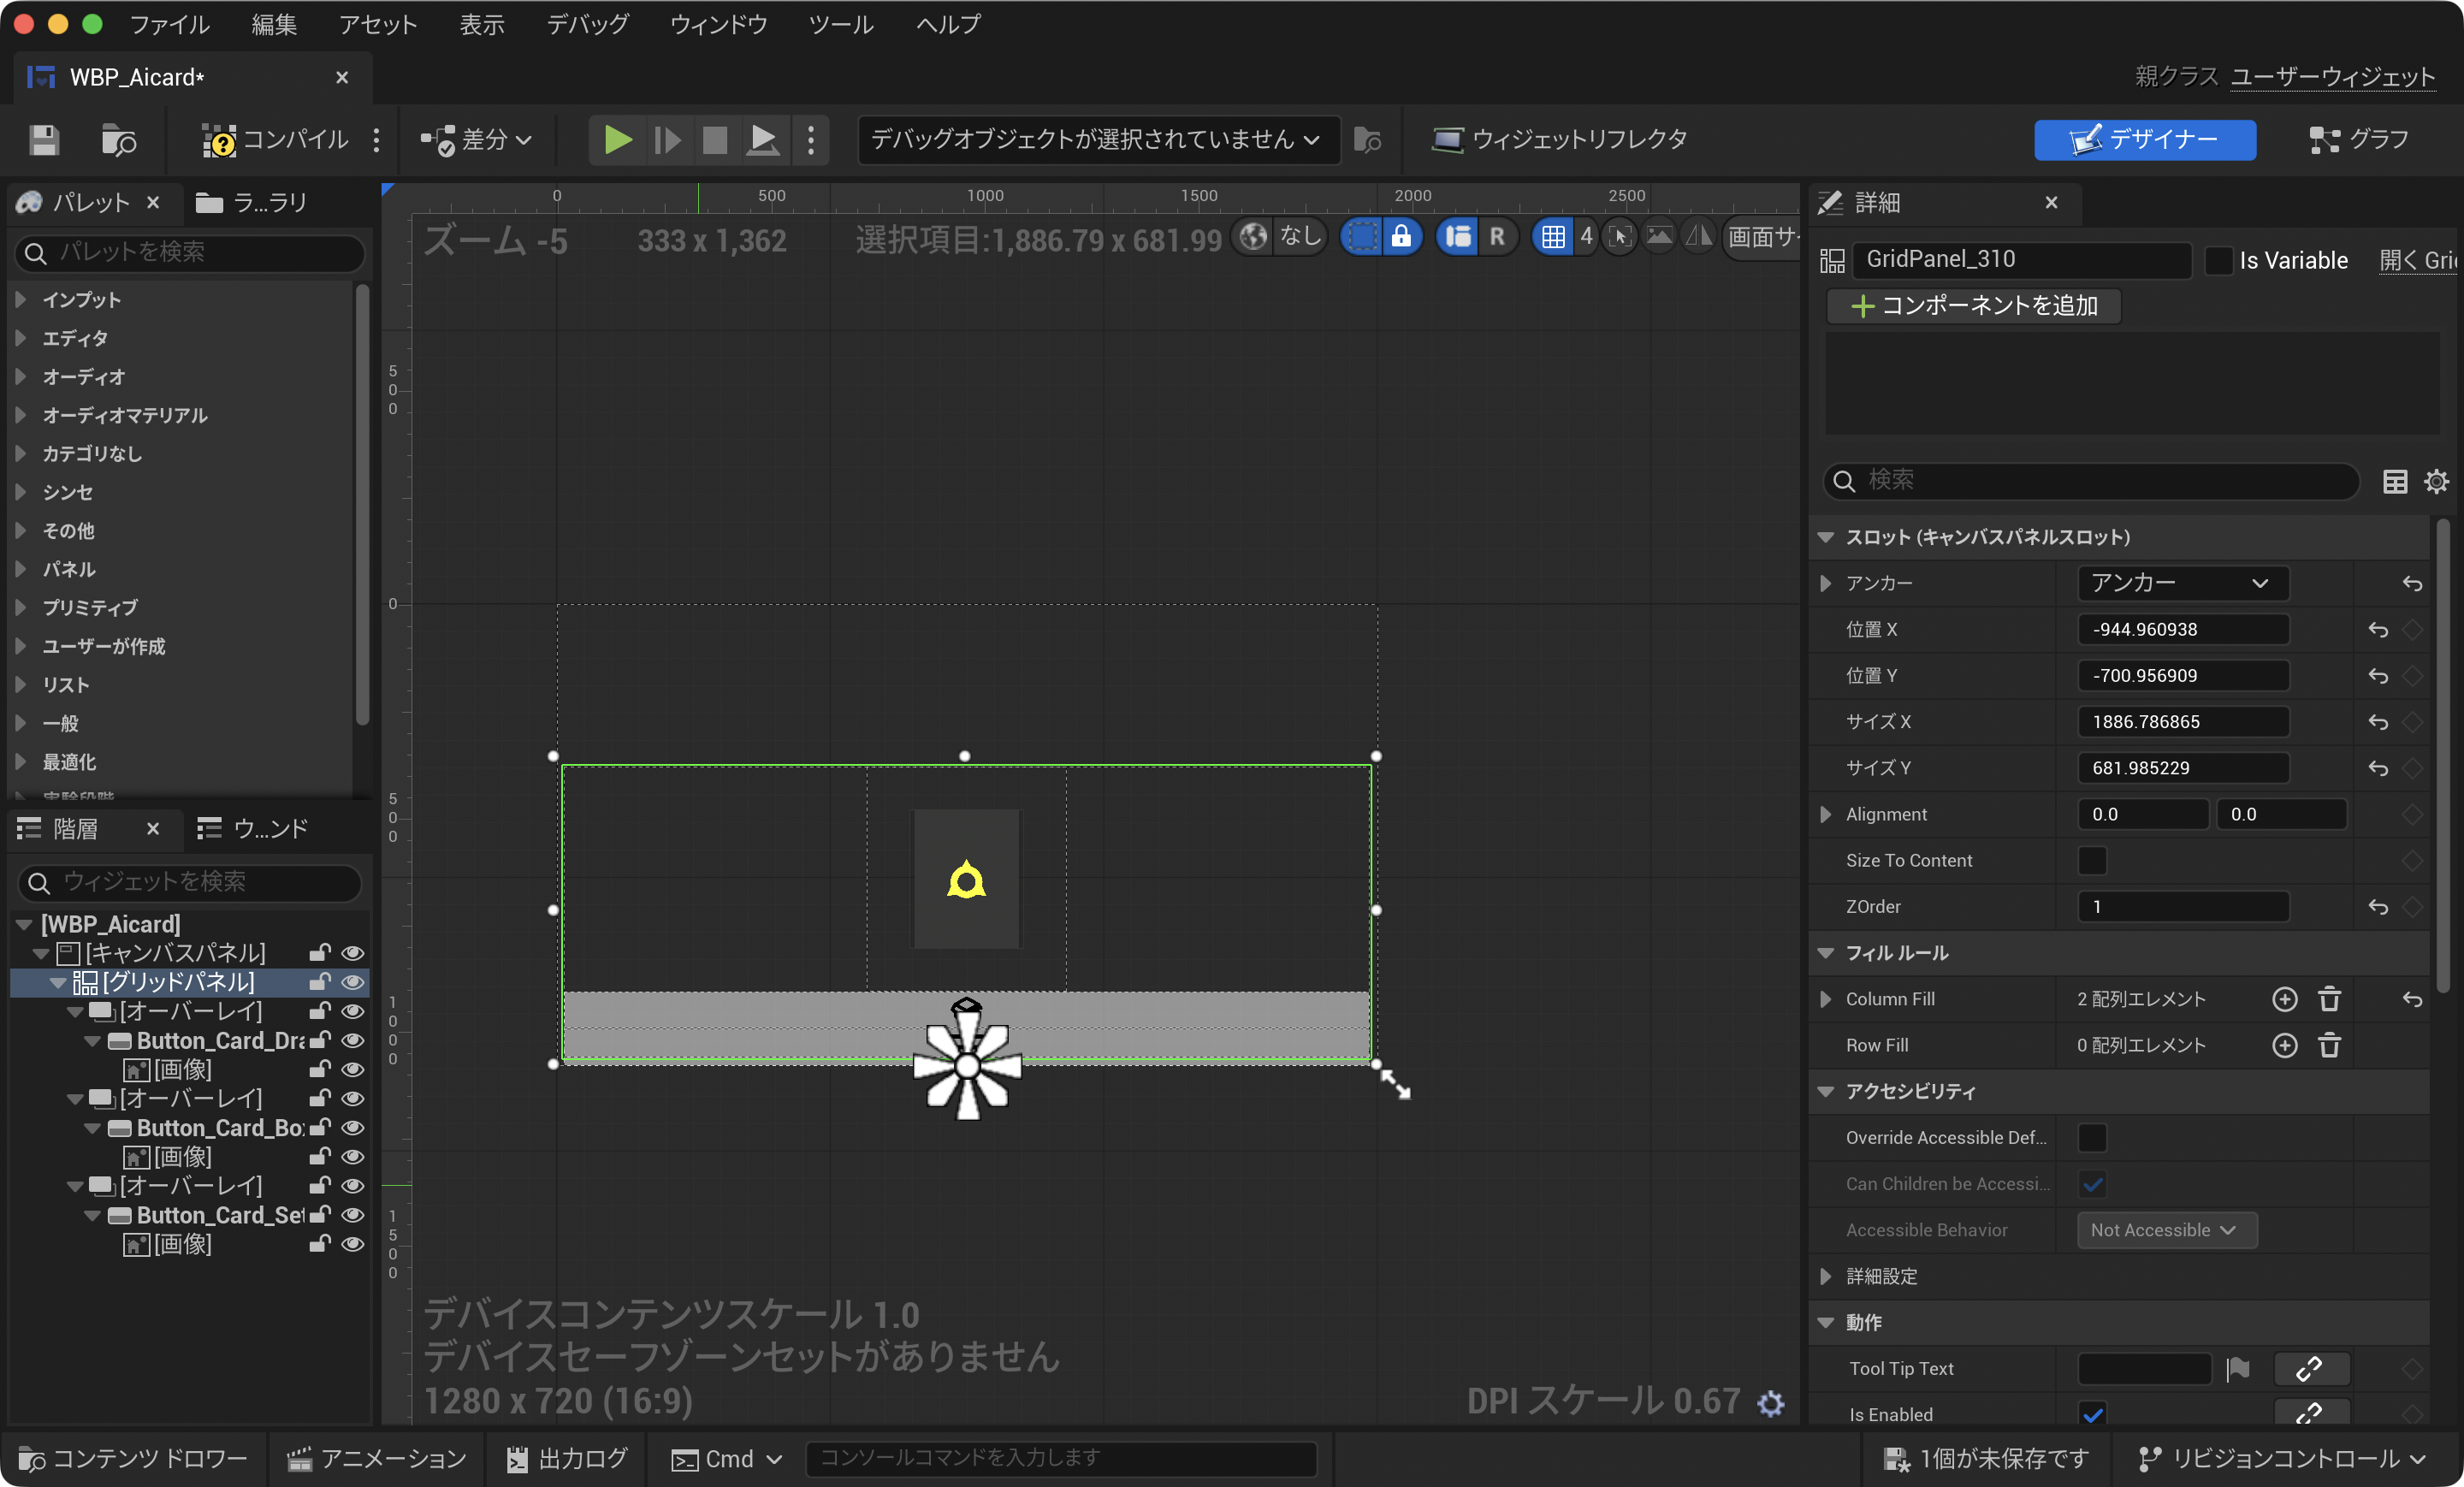 ファイル 編集 アセット 表示 デバッグ ウィンドウ ツール ヘルプ
WBP_Aicard*
親クラス ユーザーウィジェット
コンパイル 差分 デバッグオブジェクトが選択されていません ウィジェットリフレクタ デザイナー グラフ
パレット ラ...ラリ
パレットを検索
インプット
エディタ
オーディオ
オーディオマテリアル
カテゴリなし
シンセ
その他
パネル
プリミティブ
ユーザーが作成
リスト
一般
最適化
実験段階
階層 ウ...ンド
ウィジェットを検索
[WBP_Aicard]
[キャンバスパネル]
[グリッドパネル]
[オーバーレイ]
Button_Card_Dra
[画像]
[オーバーレイ]
Button_Card_Box
[画像]
[オーバーレイ]
Button_Card_Set
[画像]
0 500 1000 1500 2000 2500
ズーム -5 333 x 1,362 選択項目:1,886.79 x 681.99 なし R 4 画面サイ
500
0
500
1000
1500
デバイスコンテンツスケール 1.0
デバイスセーフゾーンセットがありません
1280 x 720 (16:9)
DPI スケール 0.67
詳細
GridPanel_310 Is Variable 開く Gri
コンポーネントを追加
検索
スロット (キャンバスパネルスロット)
アンカー アンカー
位置 X -944.960938
位置 Y -700.956909
サイズ X 1886.786865
サイズ Y 681.985229
Alignment 0.0 0.0
Size To Content
ZOrder 1
フィル ルール
Column Fill 2 配列エレメント
Row Fill 0 配列エレメント
アクセシビリティ
Override Accessible Def...
Can Children be Accessi...
Accessible Behavior Not Accessible
詳細設定
動作
Tool Tip Text
Is Enabled
コンテンツ ドロワー アニメーション 出力ログ Cmd コンソールコマンドを入力します 1個が未保存です リビジョンコントロール